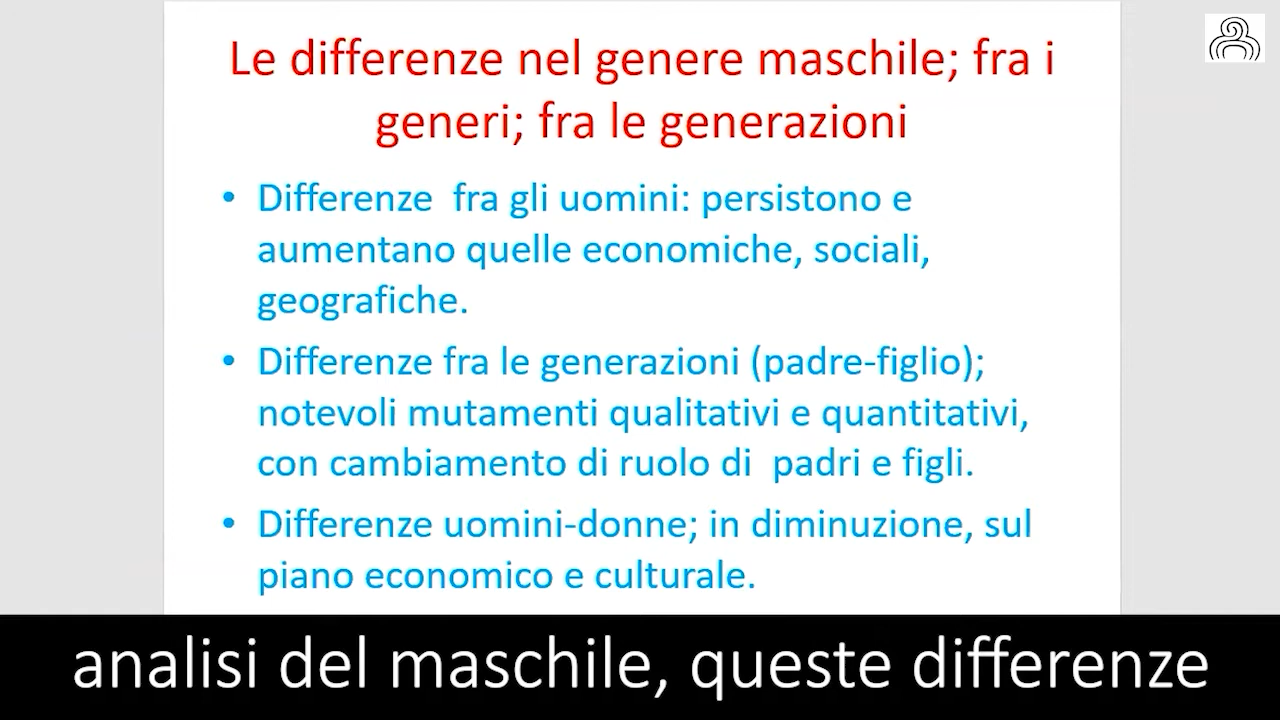 Le differenze nel genere maschile; fra i
generi; fra le generazioni
• Differenze  fra gli uomini: persistono e
aumentano quelle economiche, sociali,
geografiche.
• Differenze fra le generazioni (padre-figlio);
notevoli mutamenti qualitativi e quantitativi,
con cambiamento di ruolo di  padri e figli.
• Differenze uomini-donne; in diminuzione, sul
piano economico e culturale.
analisi del maschile, queste differenze